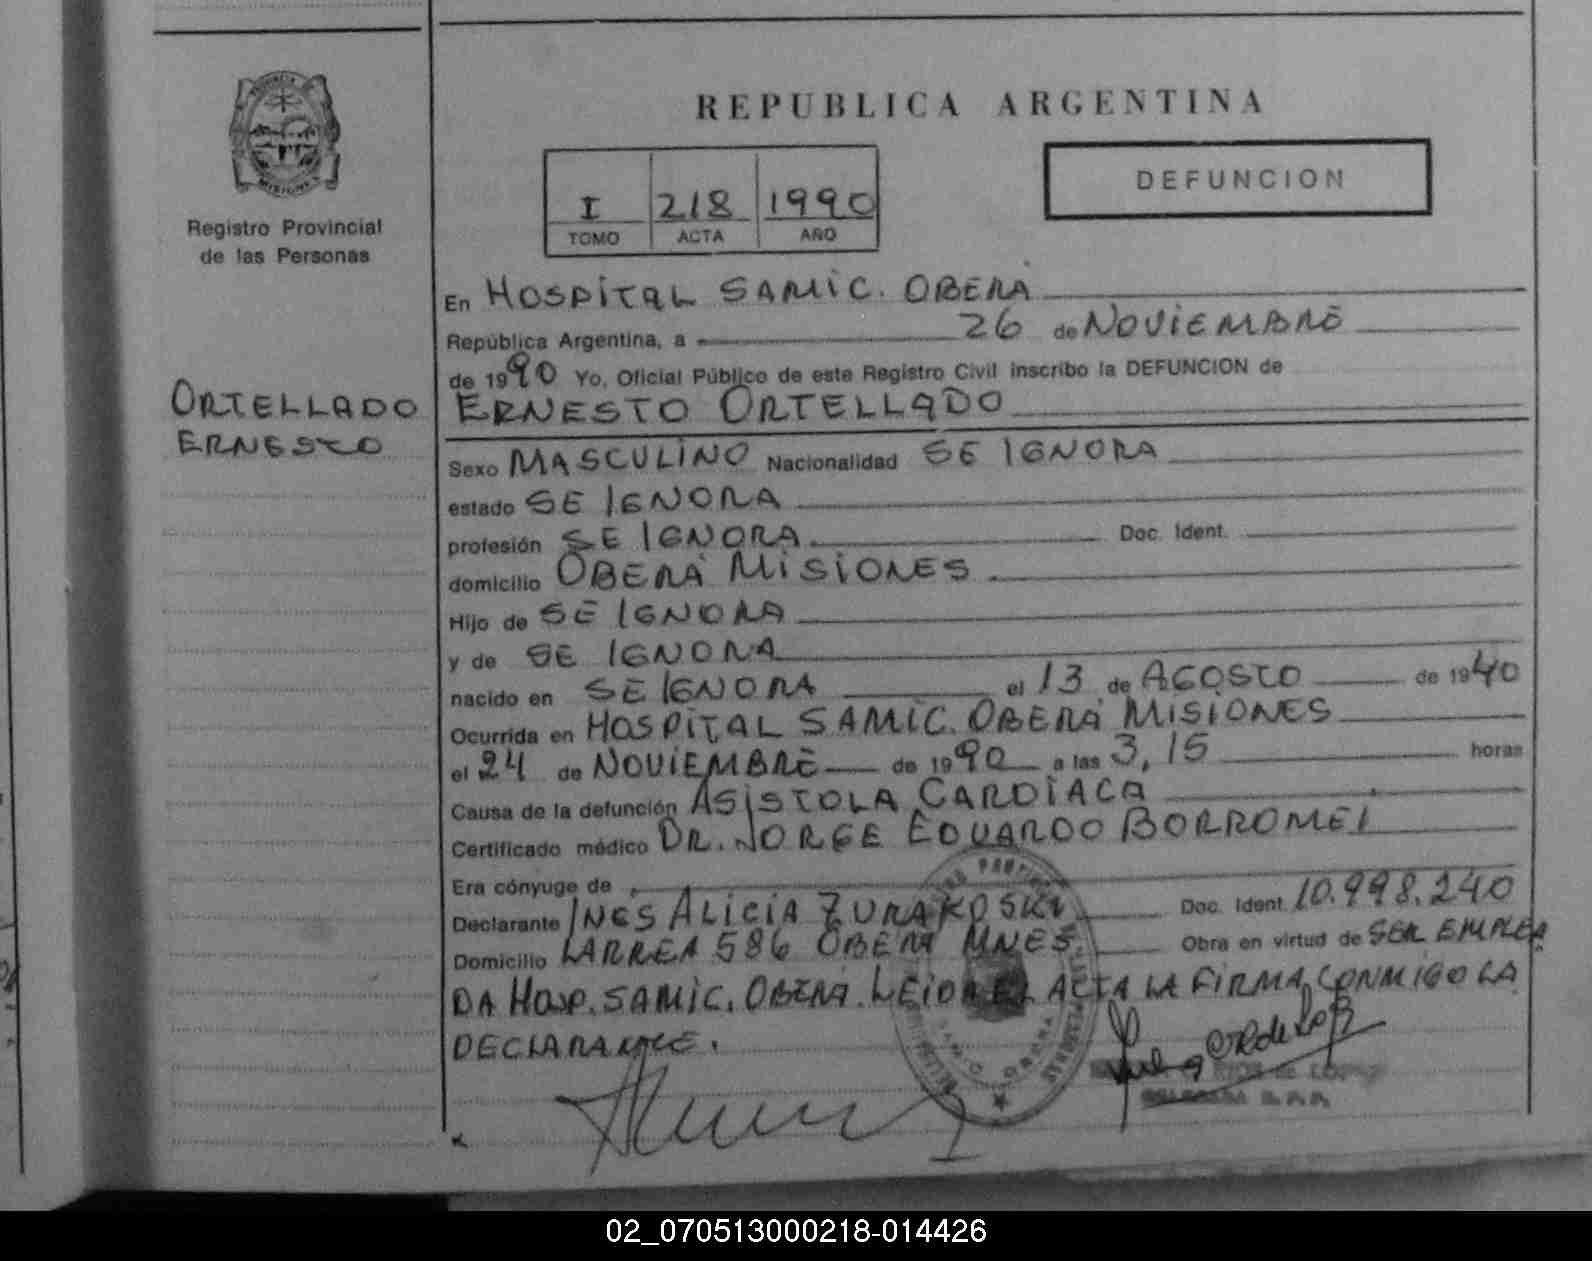 PROVINCIA
MISIONES
Registro Provincial
de las Personas
ORTELLADO
ERNESTO
REPUBLICA ARGENTINA
DEFUNCION
I 218 1990
TOMO ACTA AÑO
En HOSPITAL SAMIC. OBERÁ
República Argentina, a 26 de NOVIEMBRE
de 1990 Yo, Oficial Público de este Registro Civil inscribo la DEFUNCION de
ERNESTO ORTELLADO
Sexo MASCULINO Nacionalidad SE IGNORA
estado SE IGNORA
profesión SE IGNORA Doc. Ident.
domicilio OBERÁ MISIONES
Hijo de SE IGNORA
y de SE IGNORA
nacido en SE IGNORA el 13 de AGOSTO de 1940
Ocurrida en HOSPITAL SAMIC. OBERÁ MISIONES
el 24 de NOVIEMBRE de 1990 a las 3,15 horas
Causa de la defunción ASISTOLA CARDIACA
Certificado médico DR. JORGE EDUARDO BORROMEI
Era cónyuge de
Declarante INES ALICIA ZURAKOSKI Doc. Ident. 10.998.240
Domicilio LARREA 586 OBERA MNES Obra en virtud de SER EMPLEA
DA HOSP. SAMIC. OBERÁ. LEIDA EL ACTA LA FIRMA CONMIGO LA
DECLARANTE.
02_070513000218-014426